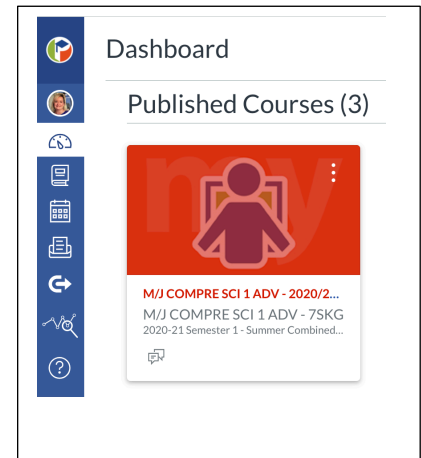 Dashboard
Published Courses (3)
my
M/J COMPRE SCI 1 ADV - 2020/2...
M/J COMPRE SCI 1 ADV - 7SKG
2020-21 Semester 1 - Summer Combined...